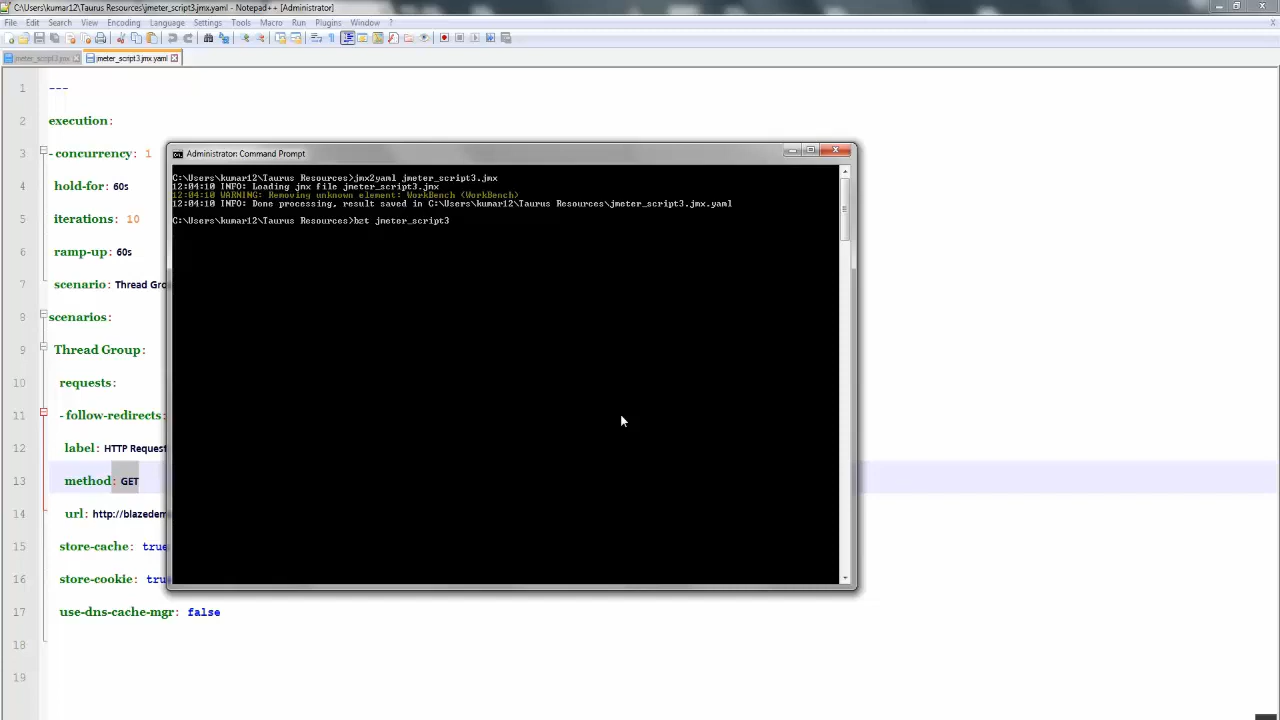 C:\Users\kumar12\Taurus Resources\jmeter_script3.jmx.yaml - Notepad++ [Administrator]
File Edit Search View Encoding Language Settings Tools Macro Run Plugins Window ?
jmeter_script3.jmx jmeter_script3.jmx.yaml
1 ---
2 execution:
3 - concurrency: 1
4 hold-for: 60s
5 iterations: 10
6 ramp-up: 60s
7 scenario: Thread Gro
8 scenarios:
9 Thread Group:
10 requests:
11 - follow-redirects:
12 label: HTTP Request
13 method: GET
14 url: http://blazedem
15 store-cache: true
16 store-cookie: tru
17 use-dns-cache-mgr: false
18
19
Administrator: Command Prompt
C:\Users\kumar12\Taurus Resources>jmx2yaml jmeter_script3.jmx
12:04:10 INFO: Loading jmx file jmeter_script3.jmx
12:04:10 WARNING: Removing unknown element: WorkBench (WorkBench)
12:04:10 INFO: Done processing, result saved in C:\Users\kumar12\Taurus Resources\jmeter_script3.jmx.yaml
C:\Users\kumar12\Taurus Resources>bzt jmeter_script3